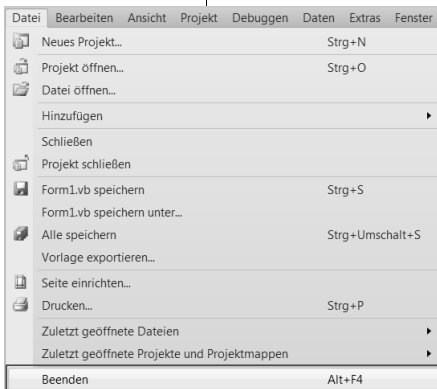 Datei Bearbeiten Ansicht Projekt Debuggen Daten Extras Fenster
Neues Projekt... Strg+N
Projekt öffnen... Strg+O
Datei öffnen...
Hinzufügen
Schließen
Projekt schließen
Form1.vb speichern Strg+S
Form1.vb speichern unter...
Alle speichern Strg+Umschalt+S
Vorlage exportieren...
Seite einrichten...
Drucken... Strg+P
Zuletzt geöffnete Dateien
Zuletzt geöffnete Projekte und Projektmappen
Beenden Alt+F4